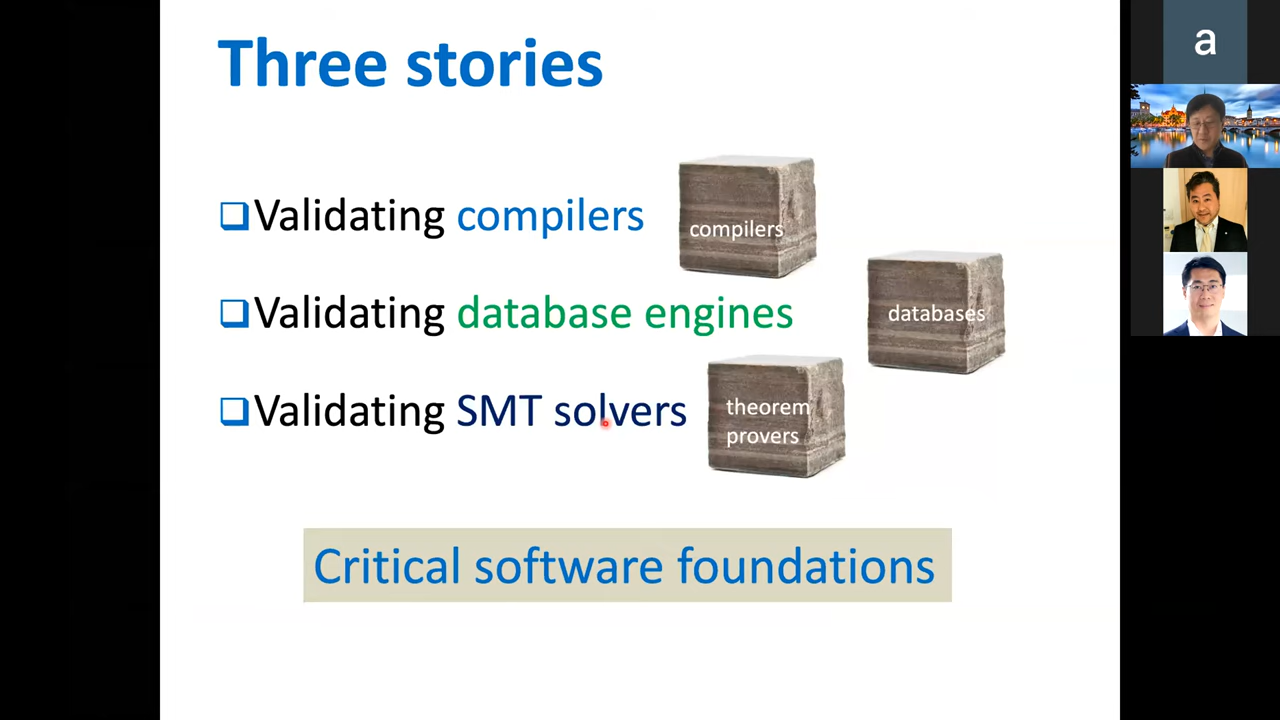 Three stories
Validating compilers
compilers
Validating database engines
databases
Validating SMT solvers
theorem
provers
Critical software foundations
a